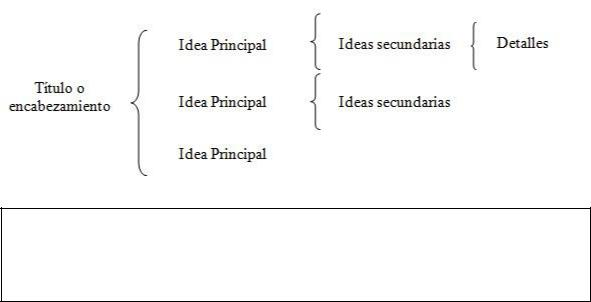 Idea Principal
Ideas secundarias
Detalles
Título o
encabezamiento
Idea Principal
Ideas secundarias
Idea Principal